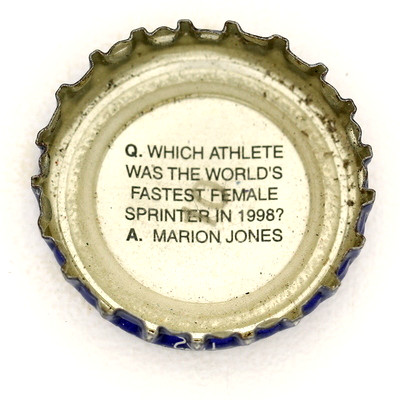 Q. WHICH ATHLETE
WAS THE WORLD'S
FASTEST FEMALE
SPRINTER IN 1998?
A. MARION JONES